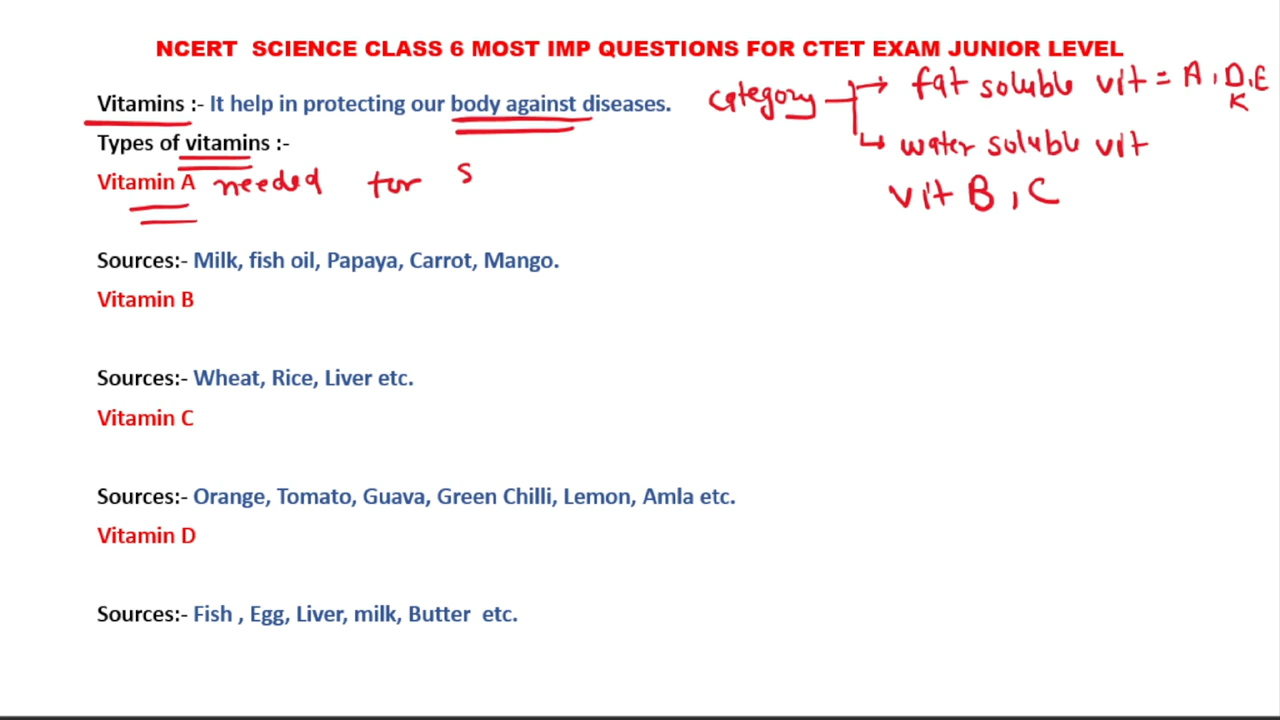 NCERT SCIENCE CLASS 6 MOST IMP QUESTIONS FOR CTET EXAM JUNIOR LEVEL
Vitamins :- It help in protecting our body against diseases.
category → fat soluble vit = A, D, E
K
↳ water soluble vit
vit B, C
Types of vitamins :-
Vitamin A needed for s
Sources:- Milk, fish oil, Papaya, Carrot, Mango.
Vitamin B
Sources:- Wheat, Rice, Liver etc.
Vitamin C
Sources:- Orange, Tomato, Guava, Green Chilli, Lemon, Amla etc.
Vitamin D
Sources:- Fish , Egg, Liver, milk, Butter etc.